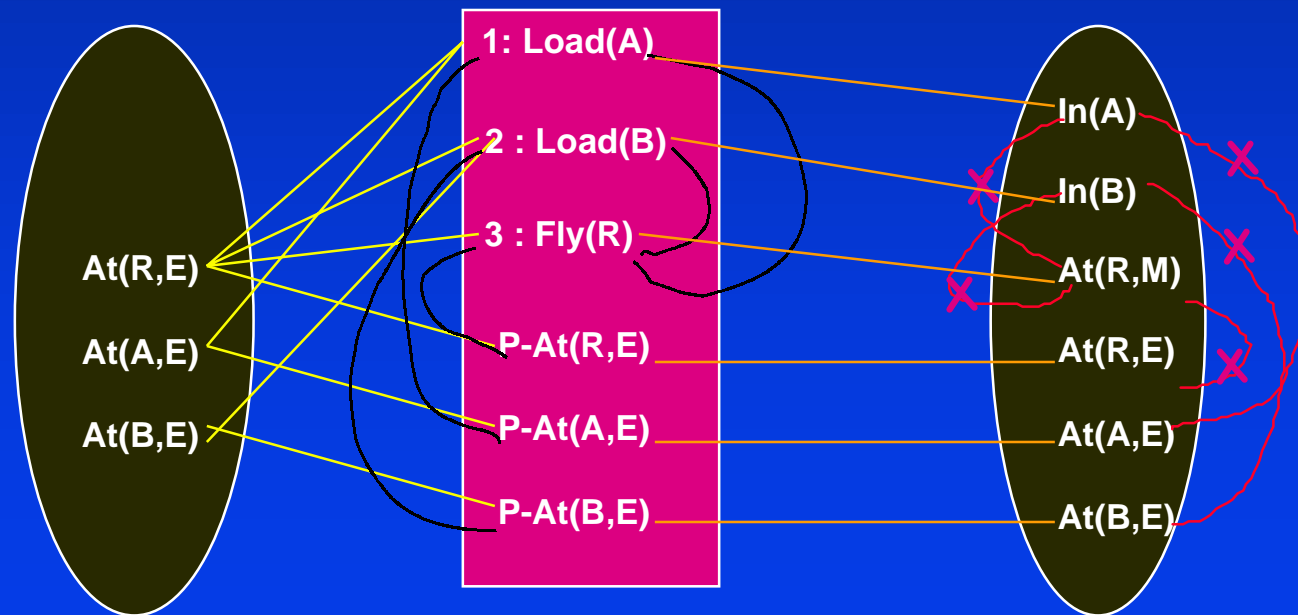 At(R,E)
At(A,E)
At(B,E)
1: Load(A)
2 : Load(B)
3 : Fly(R)
P-At(R,E)
P-At(A,E)
P-At(B,E)
In(A)
In(B)
At(R,M)
At(R,E)
At(A,E)
At(B,E)